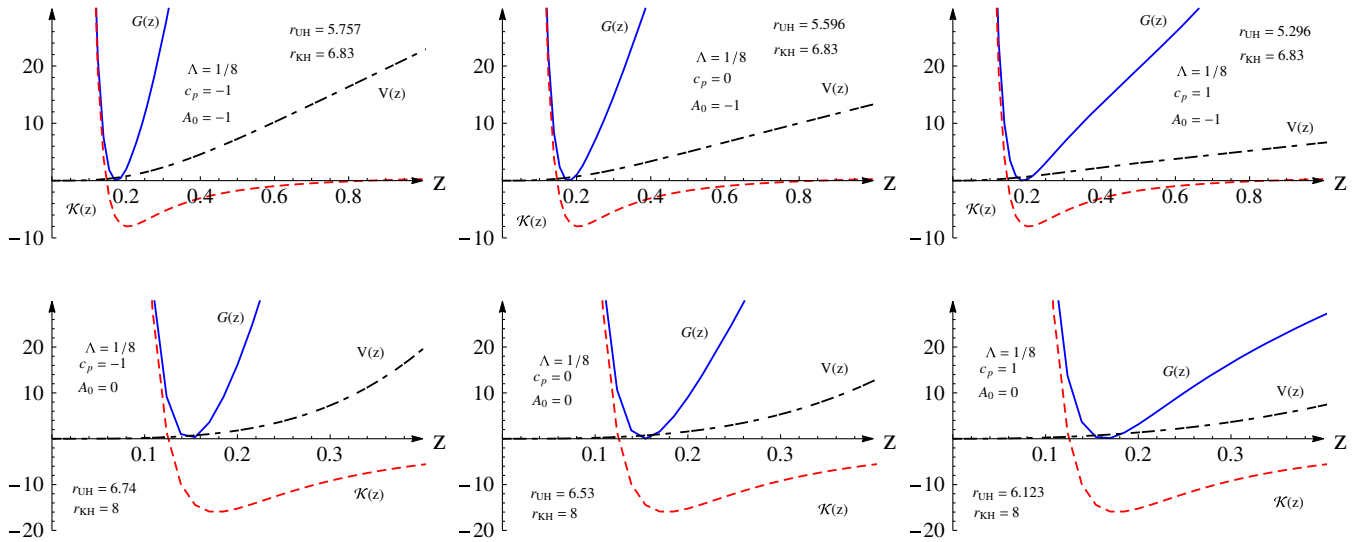 G(z)
r_UH = 5.757
r_KH = 6.83
Λ = 1/8
c_p = −1
A_0 = −1
V(z)
𝒦(z)
20
10
−10
0.2
0.4
0.6
0.8
Z
G(z)
r_UH = 5.596
r_KH = 6.83
Λ = 1/8
c_p = 0
A_0 = −1
V(z)
𝒦(z)
20
10
−10
0.2
0.4
0.6
0.8
Z
G(z)
r_UH = 5.296
r_KH = 6.83
Λ = 1/8
c_p = 1
A_0 = −1
V(z)
𝒦(z)
20
10
−10
0.2
0.4
0.6
0.8
Z
G(z)
Λ = 1/8
c_p = −1
A_0 = 0
V(z)
20
10
−10
−20
0.1
0.2
0.3
Z
r_UH = 6.74
r_KH = 8
𝒦(z)
G(z)
Λ = 1/8
c_p = 0
A_0 = 0
V(z)
20
10
−10
−20
0.1
0.2
0.3
Z
r_UH = 6.53
r_KH = 8
𝒦(z)
G(z)
Λ = 1/8
c_p = 1
A_0 = 0
V(z)
20
10
−10
−20
0.1
0.2
0.3
Z
r_UH = 6.123
r_KH = 8
𝒦(z)